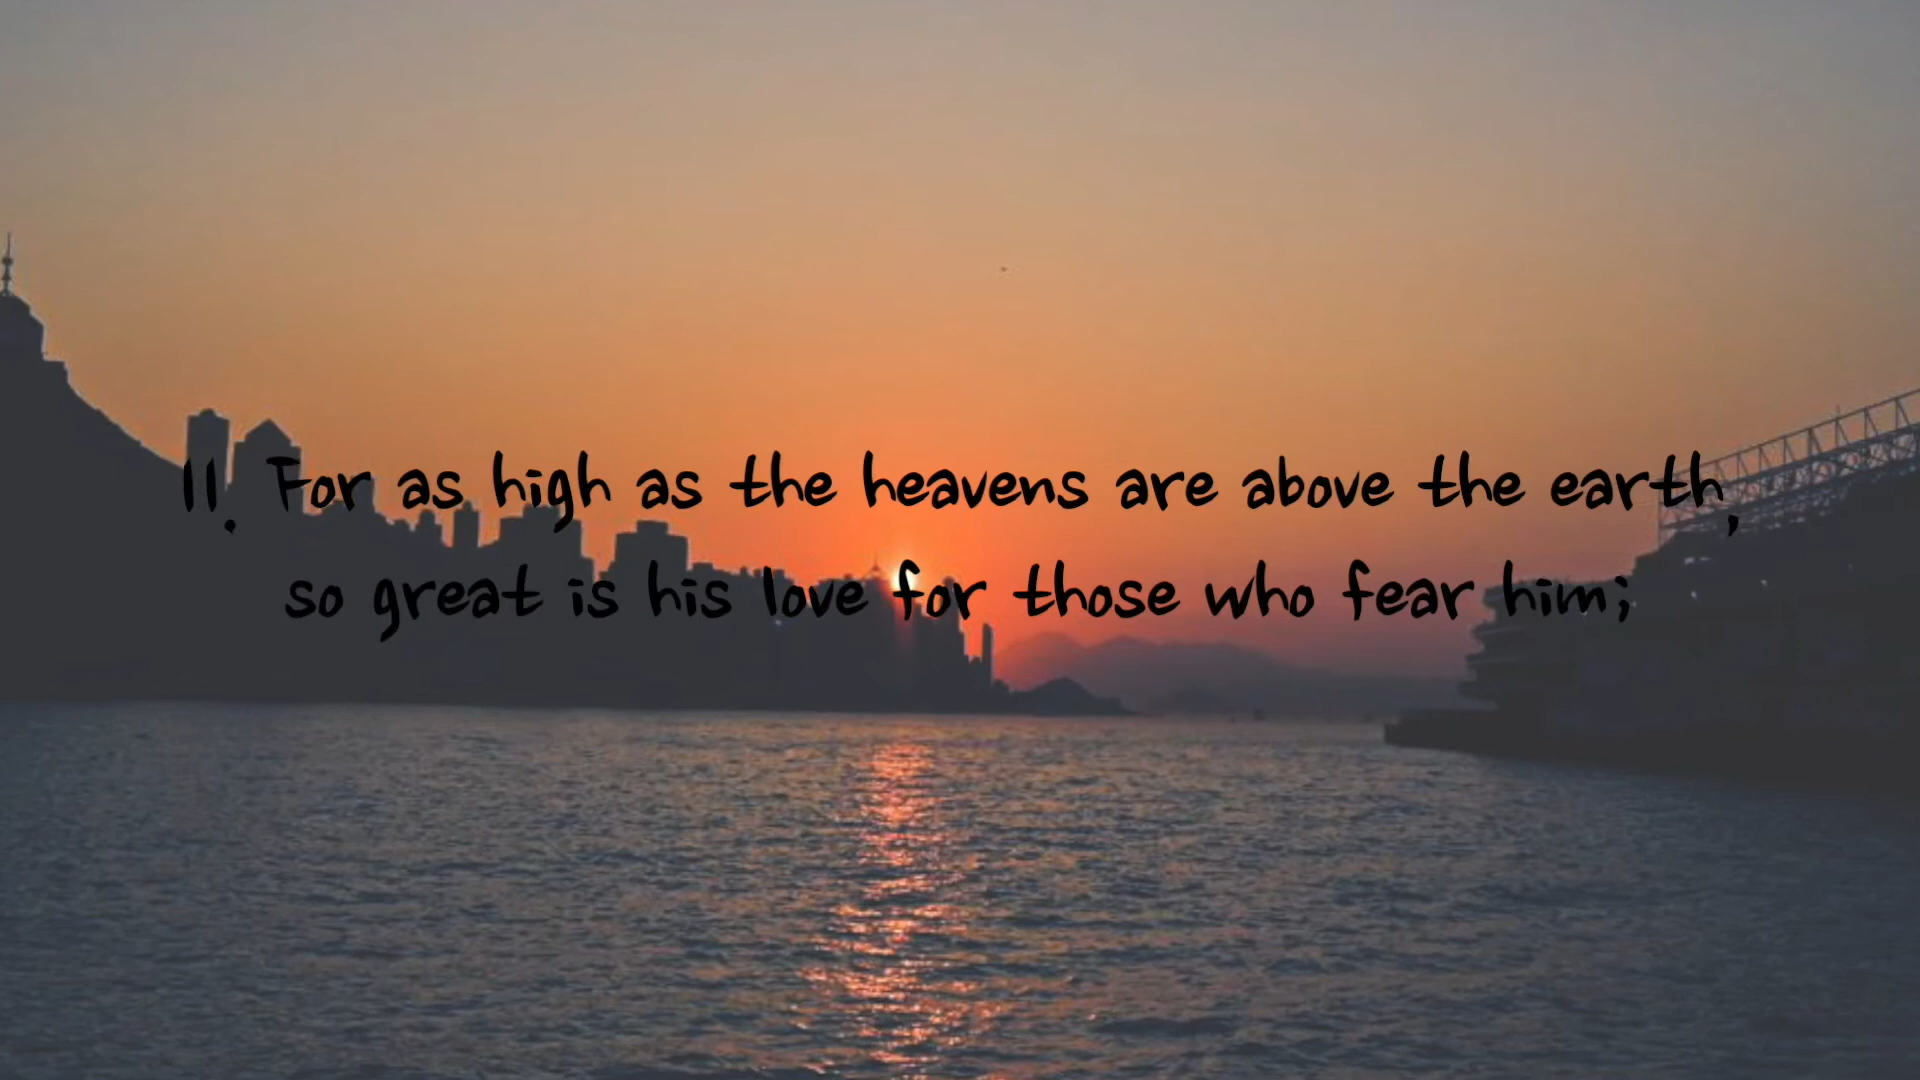 11. For as high as the heavens are above the earth,
so great is his love for those who fear him;